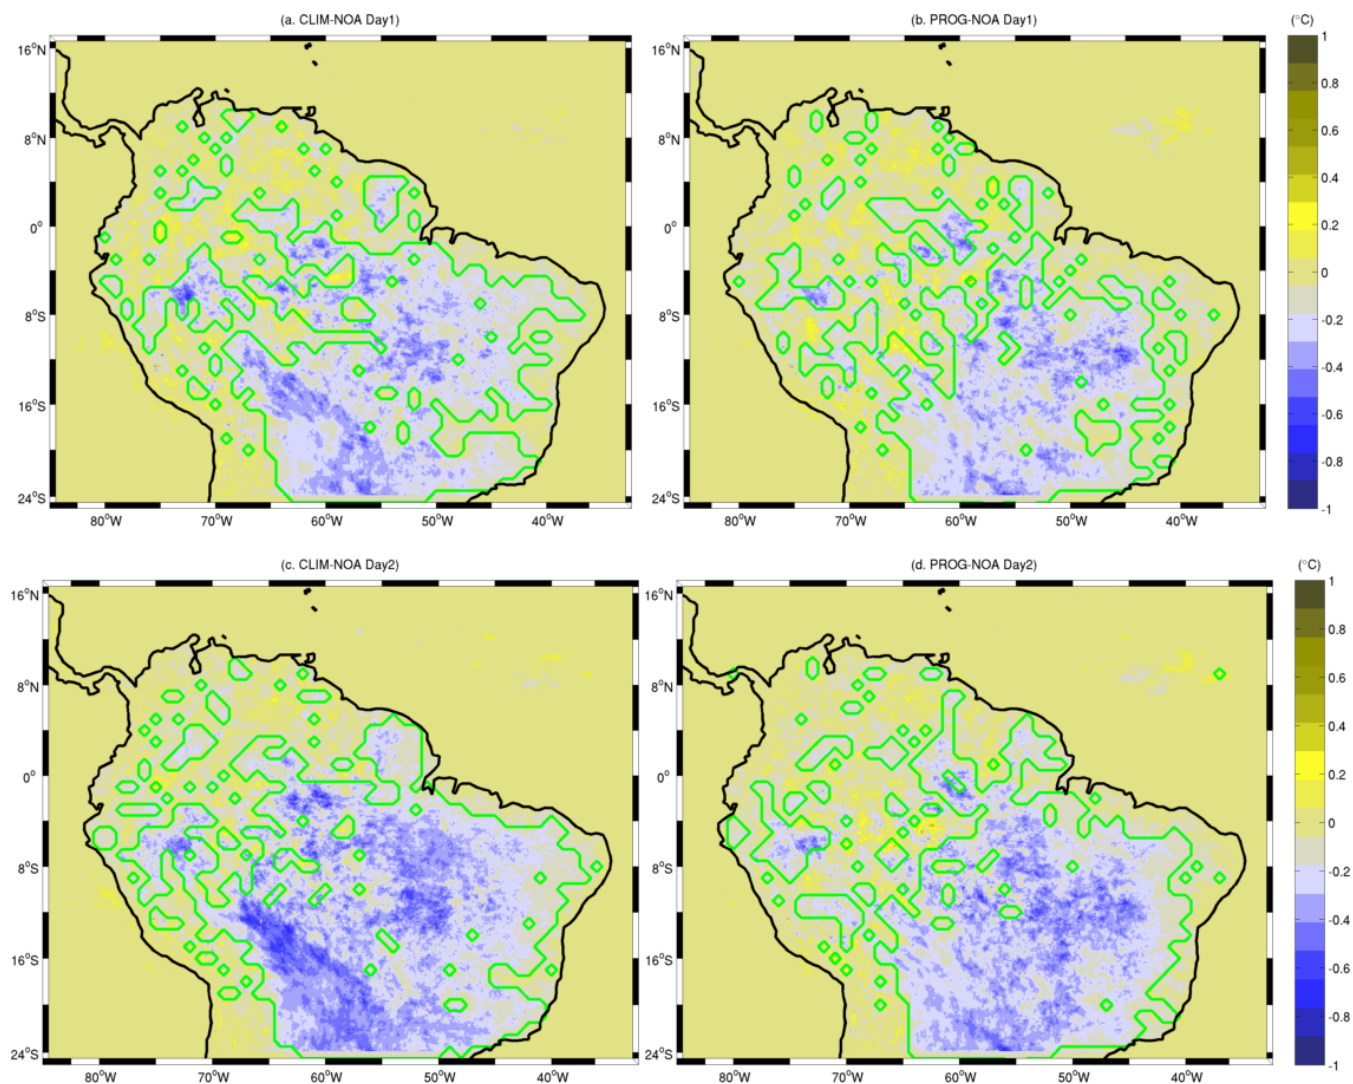 (a. CLIM-NOA Day1)
(b. PROG-NOA Day1)
(°C)
16°N
8°N
0°
8°S
16°S
24°S
80°W
70°W
60°W
50°W
40°W
80°W
70°W
60°W
50°W
40°W
1
0.8
0.6
0.4
0.2
0
-0.2
-0.4
-0.6
-0.8
-1
16°N
8°N
0°
8°S
16°S
24°S
(c. CLIM-NOA Day2)
(d. PROG-NOA Day2)
(°C)
16°N
8°N
0°
8°S
16°S
24°S
80°W
70°W
60°W
50°W
40°W
16°N
8°N
0°
8°S
16°S
24°S
80°W
70°W
60°W
50°W
40°W
1
0.8
0.6
0.4
0.2
0
-0.2
-0.4
-0.6
-0.8
-1